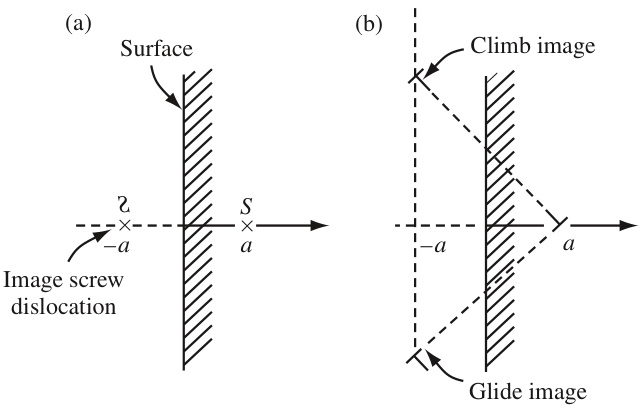 (a)
Surface
S
S
−a
a
Image screw
dislocation
(b)
Climb image
−a
a
Glide image